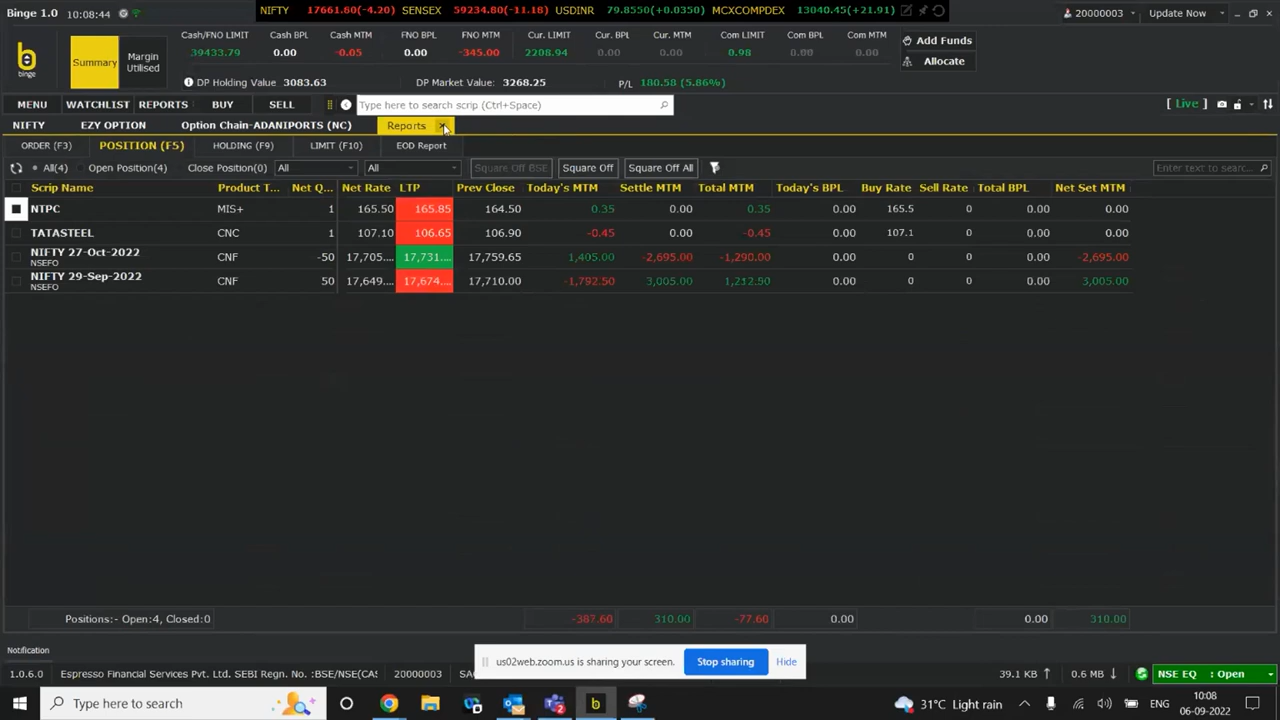 Binge 1.0 10:08:44 NIFTY 17661.80(-4.20) SENSEX 59234.80(-11.18) USDINR 79.8550(+0.0350) MCXCOMPDEX 13040.45(+21.91) 20000003 Update Now
Cash/FNO LIMIT Cash BPL Cash MTM FNO BPL FNO MTM Cur. LIMIT Cur. BPL Cur. MTM Com LIMIT Com BPL Com MTM
39433.79 0.00 -0.05 0.00 -345.00 2208.94 0.00 0.00 0.98 0.00 0.00
Add Funds
Allocate
binge
Summary
Margin
Utilised
DP Holding Value: 3083.63 DP Market Value: 3268.25 P/L 180.58 (5.86%)
MENU WATCHLIST REPORTS BUY SELL Type here to search scrip (Ctrl+Space) [ Live ]
NIFTY EZY OPTION Option Chain-ADANIPORTS (NC) Reports
ORDER (F3) POSITION (F5) HOLDING (F9) LIMIT (F10) EOD Report
All(4) Open Position(4) Close Position(0) All All Square Off BSE Square Off Square Off All Enter text to search...
Scrip Name Product T... Net Q... Net Rate LTP Prev Close Today's MTM Settle MTM Total MTM Today's BPL Buy Rate Sell Rate Total BPL Net Set MTM
NTPC MIS+ 1 165.50 165.85 164.50 0.35 0.00 0.35 0.00 165.5 0 0.00 0.00
TATASTEEL CNC 1 107.10 106.65 106.90 -0.45 0.00 -0.45 0.00 107.1 0 0.00 0.00
NIFTY 27-Oct-2022 CNF -50 17,705.... 17,731.... 17,759.65 1,405.00 -2,695.00 -1,290.00 0.00 0 0 0.00 -2,695.00
NSEFO
NIFTY 29-Sep-2022 CNF 50 17,649.... 17,674.... 17,710.00 -1,792.50 3,005.00 1,212.50 0.00 0 0 0.00 3,005.00
NSEFO
Positions:- Open:4, Closed:0 -387.60 310.00 -77.60 0.00 0.00 310.00
Notification
us02web.zoom.us is sharing your screen. Stop sharing Hide
1.0.6.0 Espresso Financial Services Pvt. Ltd. SEBI Regn. No. :BSE/NSE(CAS 20000003 39.1 KB 0.6 MB NSE EQ : Open
Type here to search 31°C Light rain ENG 10:08
06-09-2022